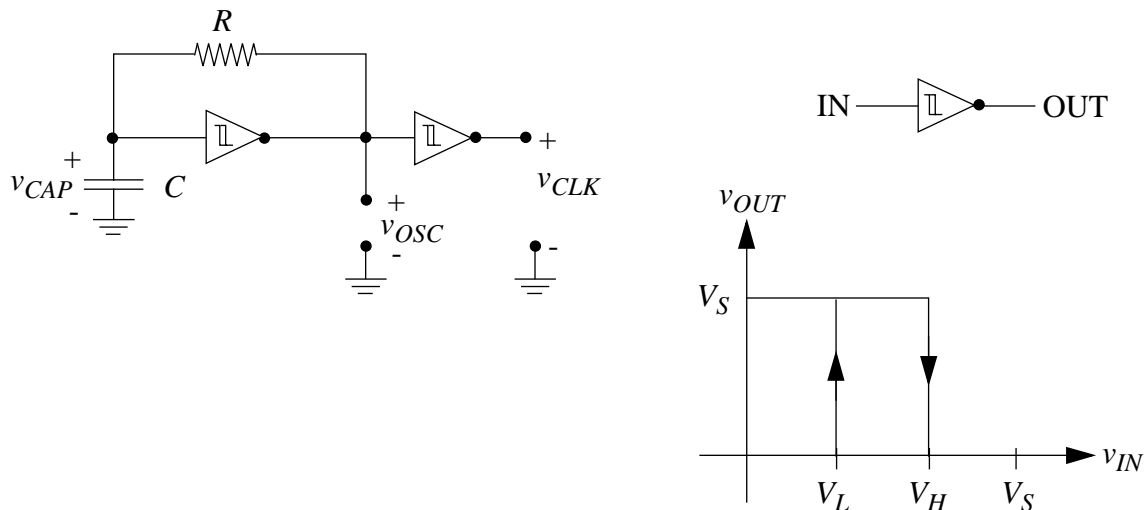 R
IN OUT
+
v_CAP C
-
+
v_OSC
-
+
v_CLK
-
v_OUT
V_S
v_IN
V_L V_H V_S